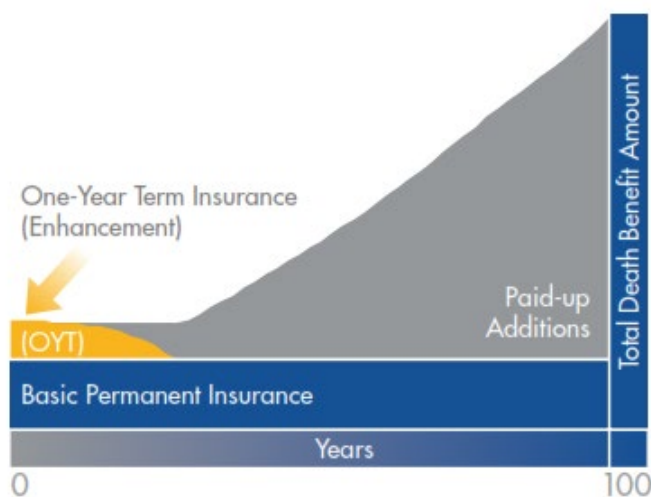 One-Year Term Insurance
(Enhancement)
(OYT)
Paid-up
Additions
Basic Permanent Insurance
Years
0
100
Total Death Benefit Amount